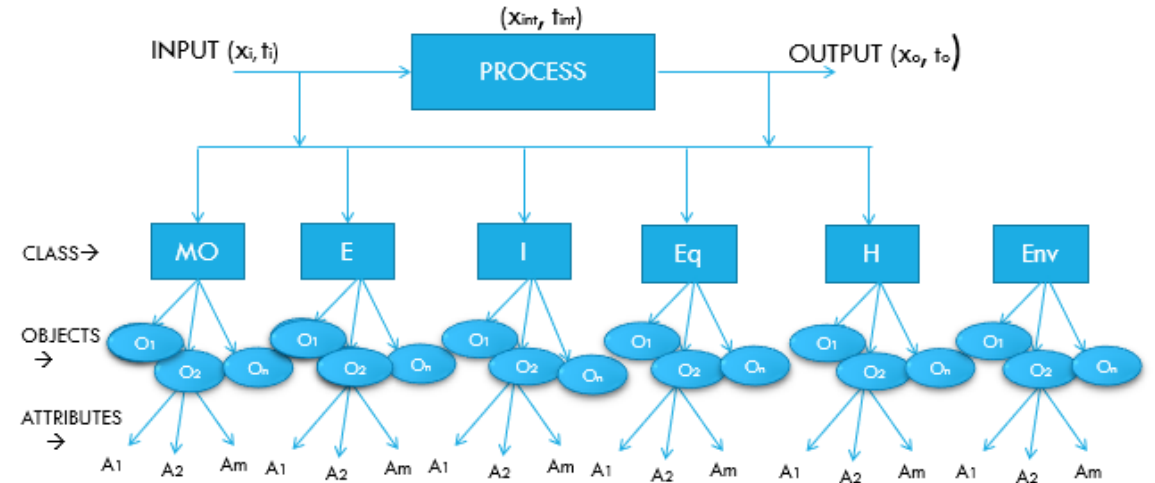 (xint, tint)
INPUT (xi, ti)
PROCESS
OUTPUT (xo, to)
CLASS→
MO E I Eq H Env
OBJECTS
→
O1 O2 On O1 O2 On O1 O2 On O1 O2 On O1 O2 On O1 O2 On
ATTRIBUTES
→
A1 A2 Am A1 A2 Am A1 A2 Am A1 A2 Am A1 A2 Am A1 A2 Am